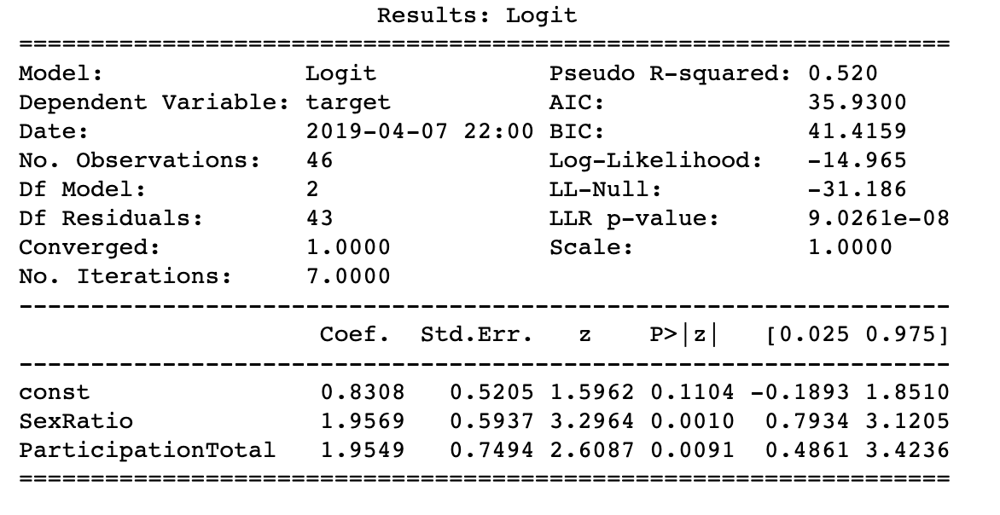 Results: Logit
=================================================================
Model: Logit Pseudo R-squared: 0.520
Dependent Variable: target AIC: 35.9300
Date: 2019-04-07 22:00 BIC: 41.4159
No. Observations: 46 Log-Likelihood: -14.965
Df Model: 2 LL-Null: -31.186
Df Residuals: 43 LLR p-value: 9.0261e-08
Converged: 1.0000 Scale: 1.0000
No. Iterations: 7.0000
-----------------------------------------------------------------
Coef. Std.Err. z P>|z| [0.025 0.975]
-----------------------------------------------------------------
const 0.8308 0.5205 1.5962 0.1104 -0.1893 1.8510
SexRatio 1.9569 0.5937 3.2964 0.0010 0.7934 3.1205
ParticipationTotal 1.9549 0.7494 2.6087 0.0091 0.4861 3.4236
=================================================================